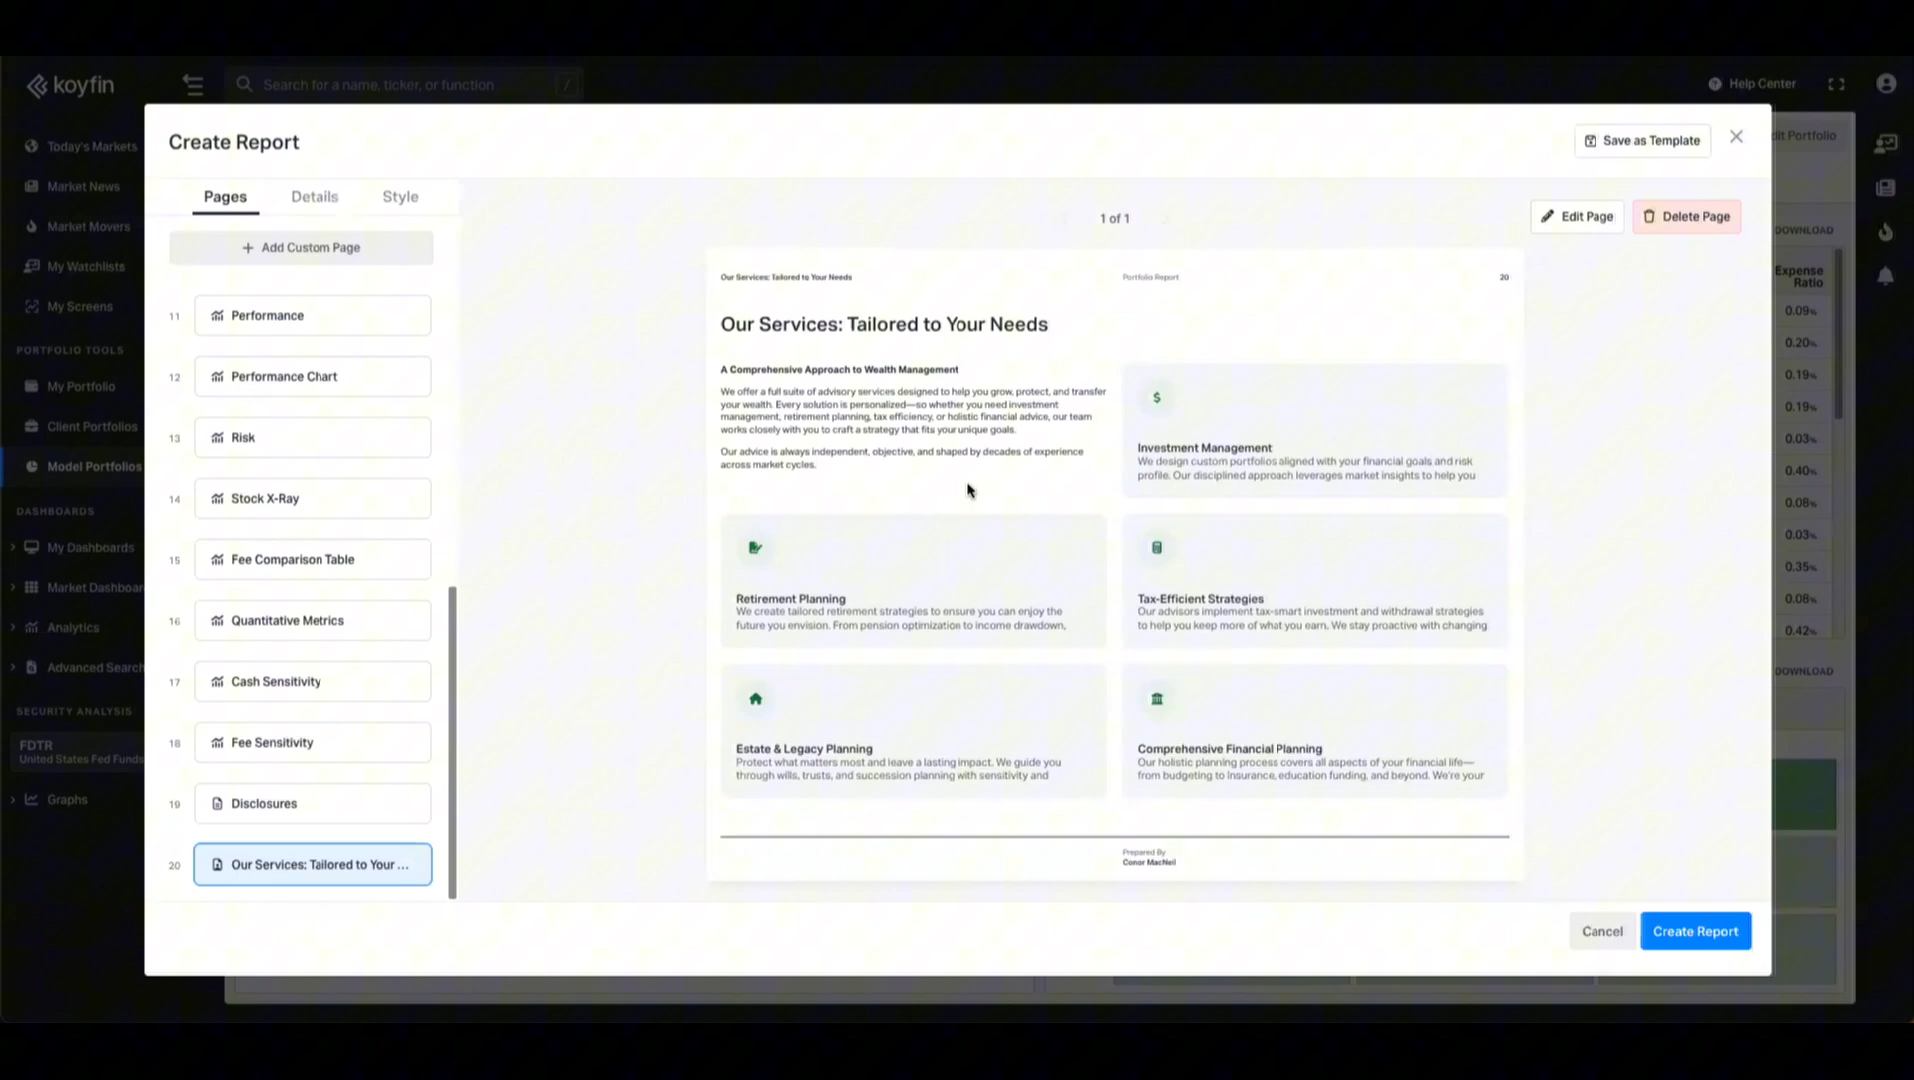 koyfin
Search for a name, ticker, or function
/
Help Center
Today's Markets
Market News
Market Movers
My Watchlists
My Screens
PORTFOLIO TOOLS
My Portfolio
Client Portfolios
Model Portfolios
DASHBOARDS
My Dashboards
Market Dashboar
Analytics
Advanced Search
SECURITY ANALYSIS
FDTR
United States Fed Funds
Graphs
Create Report
Save as Template
Pages
Details
Style
Add Custom Page
11 Performance
12 Performance Chart
13 Risk
14 Stock X-Ray
15 Fee Comparison Table
16 Quantitative Metrics
17 Cash Sensitivity
18 Fee Sensitivity
19 Disclosures
20 Our Services: Tailored to Your ...
1 of 1
Edit Page
Delete Page
Our Services: Tailored to Your Needs
Portfolio Report
20
Our Services: Tailored to Your Needs
A Comprehensive Approach to Wealth Management
We offer a full suite of advisory services designed to help you grow, protect, and transfer
your wealth. Every solution is personalized—so whether you need investment
management, retirement planning, tax efficiency, or holistic financial advice, our team
works closely with you to craft a strategy that fits your unique goals.
Our advice is always independent, objective, and shaped by decades of experience
across market cycles.
$
Investment Management
We design custom portfolios aligned with your financial goals and risk
profile. Our disciplined approach leverages market insights to help you
Retirement Planning
We create tailored retirement strategies to ensure you can enjoy the
future you envision. From pension optimization to income drawdown,
Tax-Efficient Strategies
Our advisors implement tax-smart investment and withdrawal strategies
to help you keep more of what you earn. We stay proactive with changing
Estate & Legacy Planning
Protect what matters most and leave a lasting impact. We guide you
through wills, trusts, and succession planning with sensitivity and
Comprehensive Financial Planning
Our holistic planning process covers all aspects of your financial life—
from budgeting to insurance, education funding, and beyond. We're your
Prepared By
Conor MacNeil
Cancel
Create Report
dit Portfolio
DOWNLOAD
Expense
Ratio
0.09%
0.20%
0.19%
0.19%
0.03%
0.40%
0.08%
0.03%
0.35%
0.08%
0.42%
DOWNLOAD